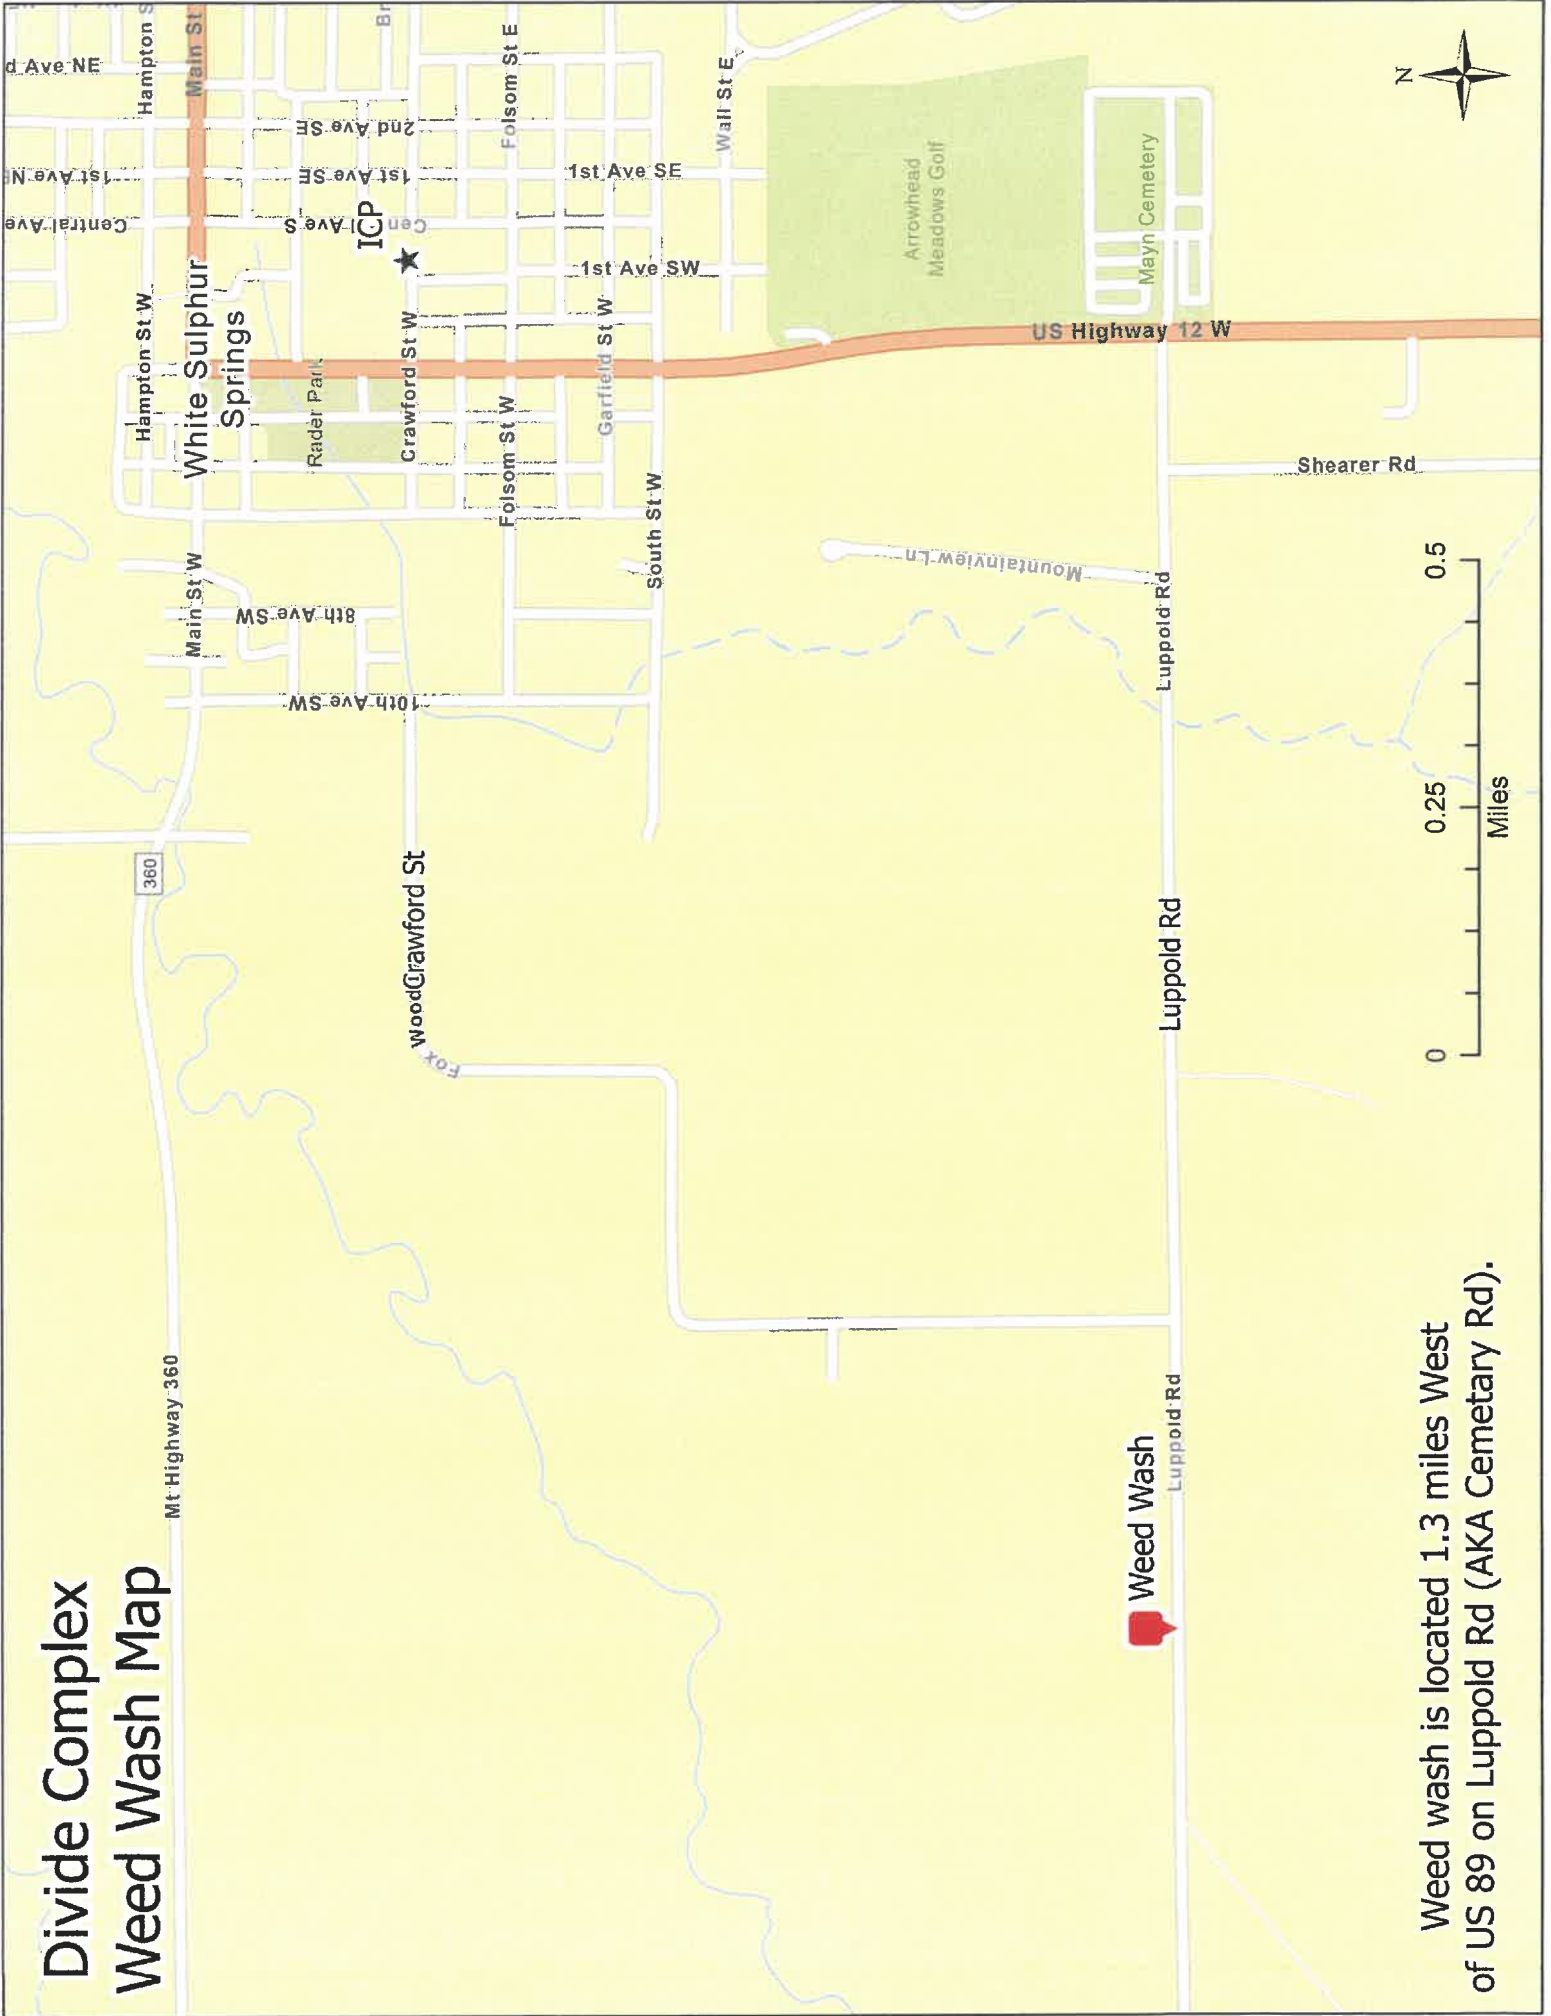 Divide Complex
Weed Wash Map
Mt Highway 360
360
Main St W
Hampton St W
Hampton St W
White Sulphur
Springs
Central Ave
1st Ave N
Hampton S
d Ave NE
Main St
8th Ave SW
10th Ave SW
Rader Park
ICP
Ave S
1st Ave SE
2nd Ave SE
Br
Fox
Wood
Crawford St
Crawford St W
Folsom St W
Folsom St E
Garfield St W
South St W
1st Ave SW
1st Ave SE
Wall St E
Arrowhead
Meadows Golf
Mountainview Ln
US Highway 12 W
Mayn Cemetery
Weed Wash
Luppold Rd
Luppold Rd
Luppold Rd
Shearer Rd
N
0 0.25 0.5
Miles
Weed wash is located 1.3 miles West
of US 89 on Luppold Rd (AKA Cemetary Rd).